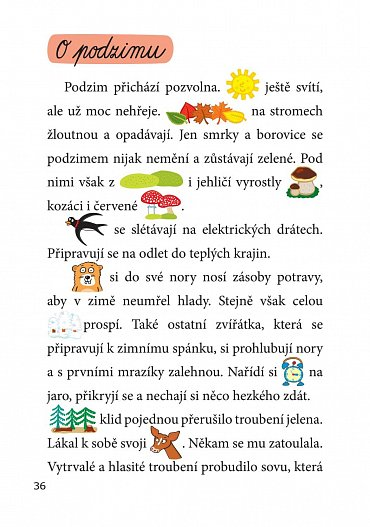 O podzimu
Podzim přichází pozvolna. ještě svítí,
ale už moc nehřeje. na stromech
žloutnou a opadávají. Jen smrky a borovice se
podzimem nijak nemění a zůstávají zelené. Pod
nimi však z i jehličí vyrostly ,
kozáci i červené .
se slétávají na elektrických drátech.
Připravují se na odlet do teplých krajin.
si do své nory nosí zásoby potravy,
aby v zimě neumřel hlady. Stejně však celou
prospí. Také ostatní zvířátka, která se
připravují k zimnímu spánku, si prohlubují nory
a s prvními mrazíky zalehnou. Nařídí si na
jaro, přikryjí se a nechají si něco hezkého zdát.
klid pojednou přerušilo troubení jelena.
Lákal k sobě svoji . Někam se mu zatoulala.
Vytrvalé a hlasité troubení probudilo sovu, která
36